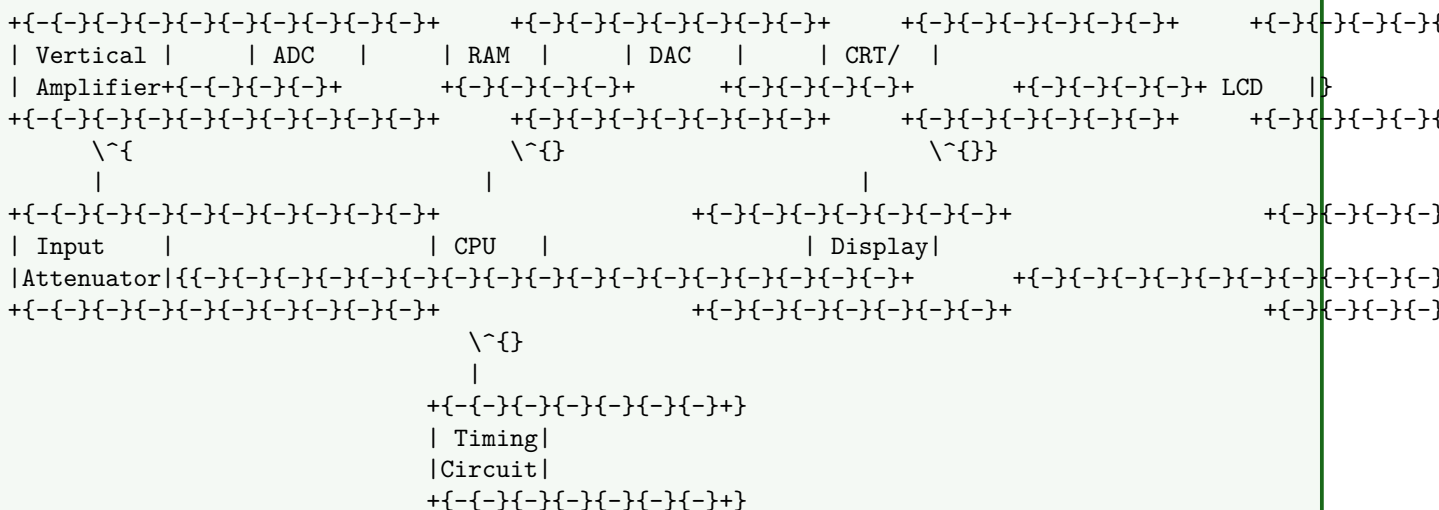 +{-{-}{-}{-}{-}{-}{-}{-}{-}+     +{-}{-}{-}{-}{-}{-}{-}+     +{-}{-}{-}{-}{-}{-}+     +{-}{-}{-}{-}{
| Vertical |     | ADC   |     | RAM  |     | DAC   |     | CRT/  |
| Amplifier+{-{-}{-}{-}+       +{-}{-}{-}{-}+      +{-}{-}{-}{-}+       +{-}{-}{-}{-}+ LCD   |}
+{-{-}{-}{-}{-}{-}{-}{-}{-}+     +{-}{-}{-}{-}{-}{-}{-}+     +{-}{-}{-}{-}{-}{-}+     +{-}{-}{-}{-}{
\^{                           \^{}                             \^{}}
|                           |                          |
+{-{-}{-}{-}{-}{-}{-}{-}{-}+                  +{-}{-}{-}{-}{-}{-}{-}+                  +{-}{-}{-}{-}
| Input    |                  | CPU   |                  | Display|
|Attenuator|{{-}{-}{-}{-}{-}{-}{-}{-}{-}{-}{-}{-}{-}{-}{-}{-}{-}+       +{-}{-}{-}{-}{-}{-}{-}{-}{-}{-}
+{-{-}{-}{-}{-}{-}{-}{-}{-}+                  +{-}{-}{-}{-}{-}{-}{-}+                  +{-}{-}{-}{-}
\^{}
|
+{-{-}{-}{-}{-}{-}{-}+}
| Timing|
|Circuit|
+{-{-}{-}{-}{-}{-}{-}+}